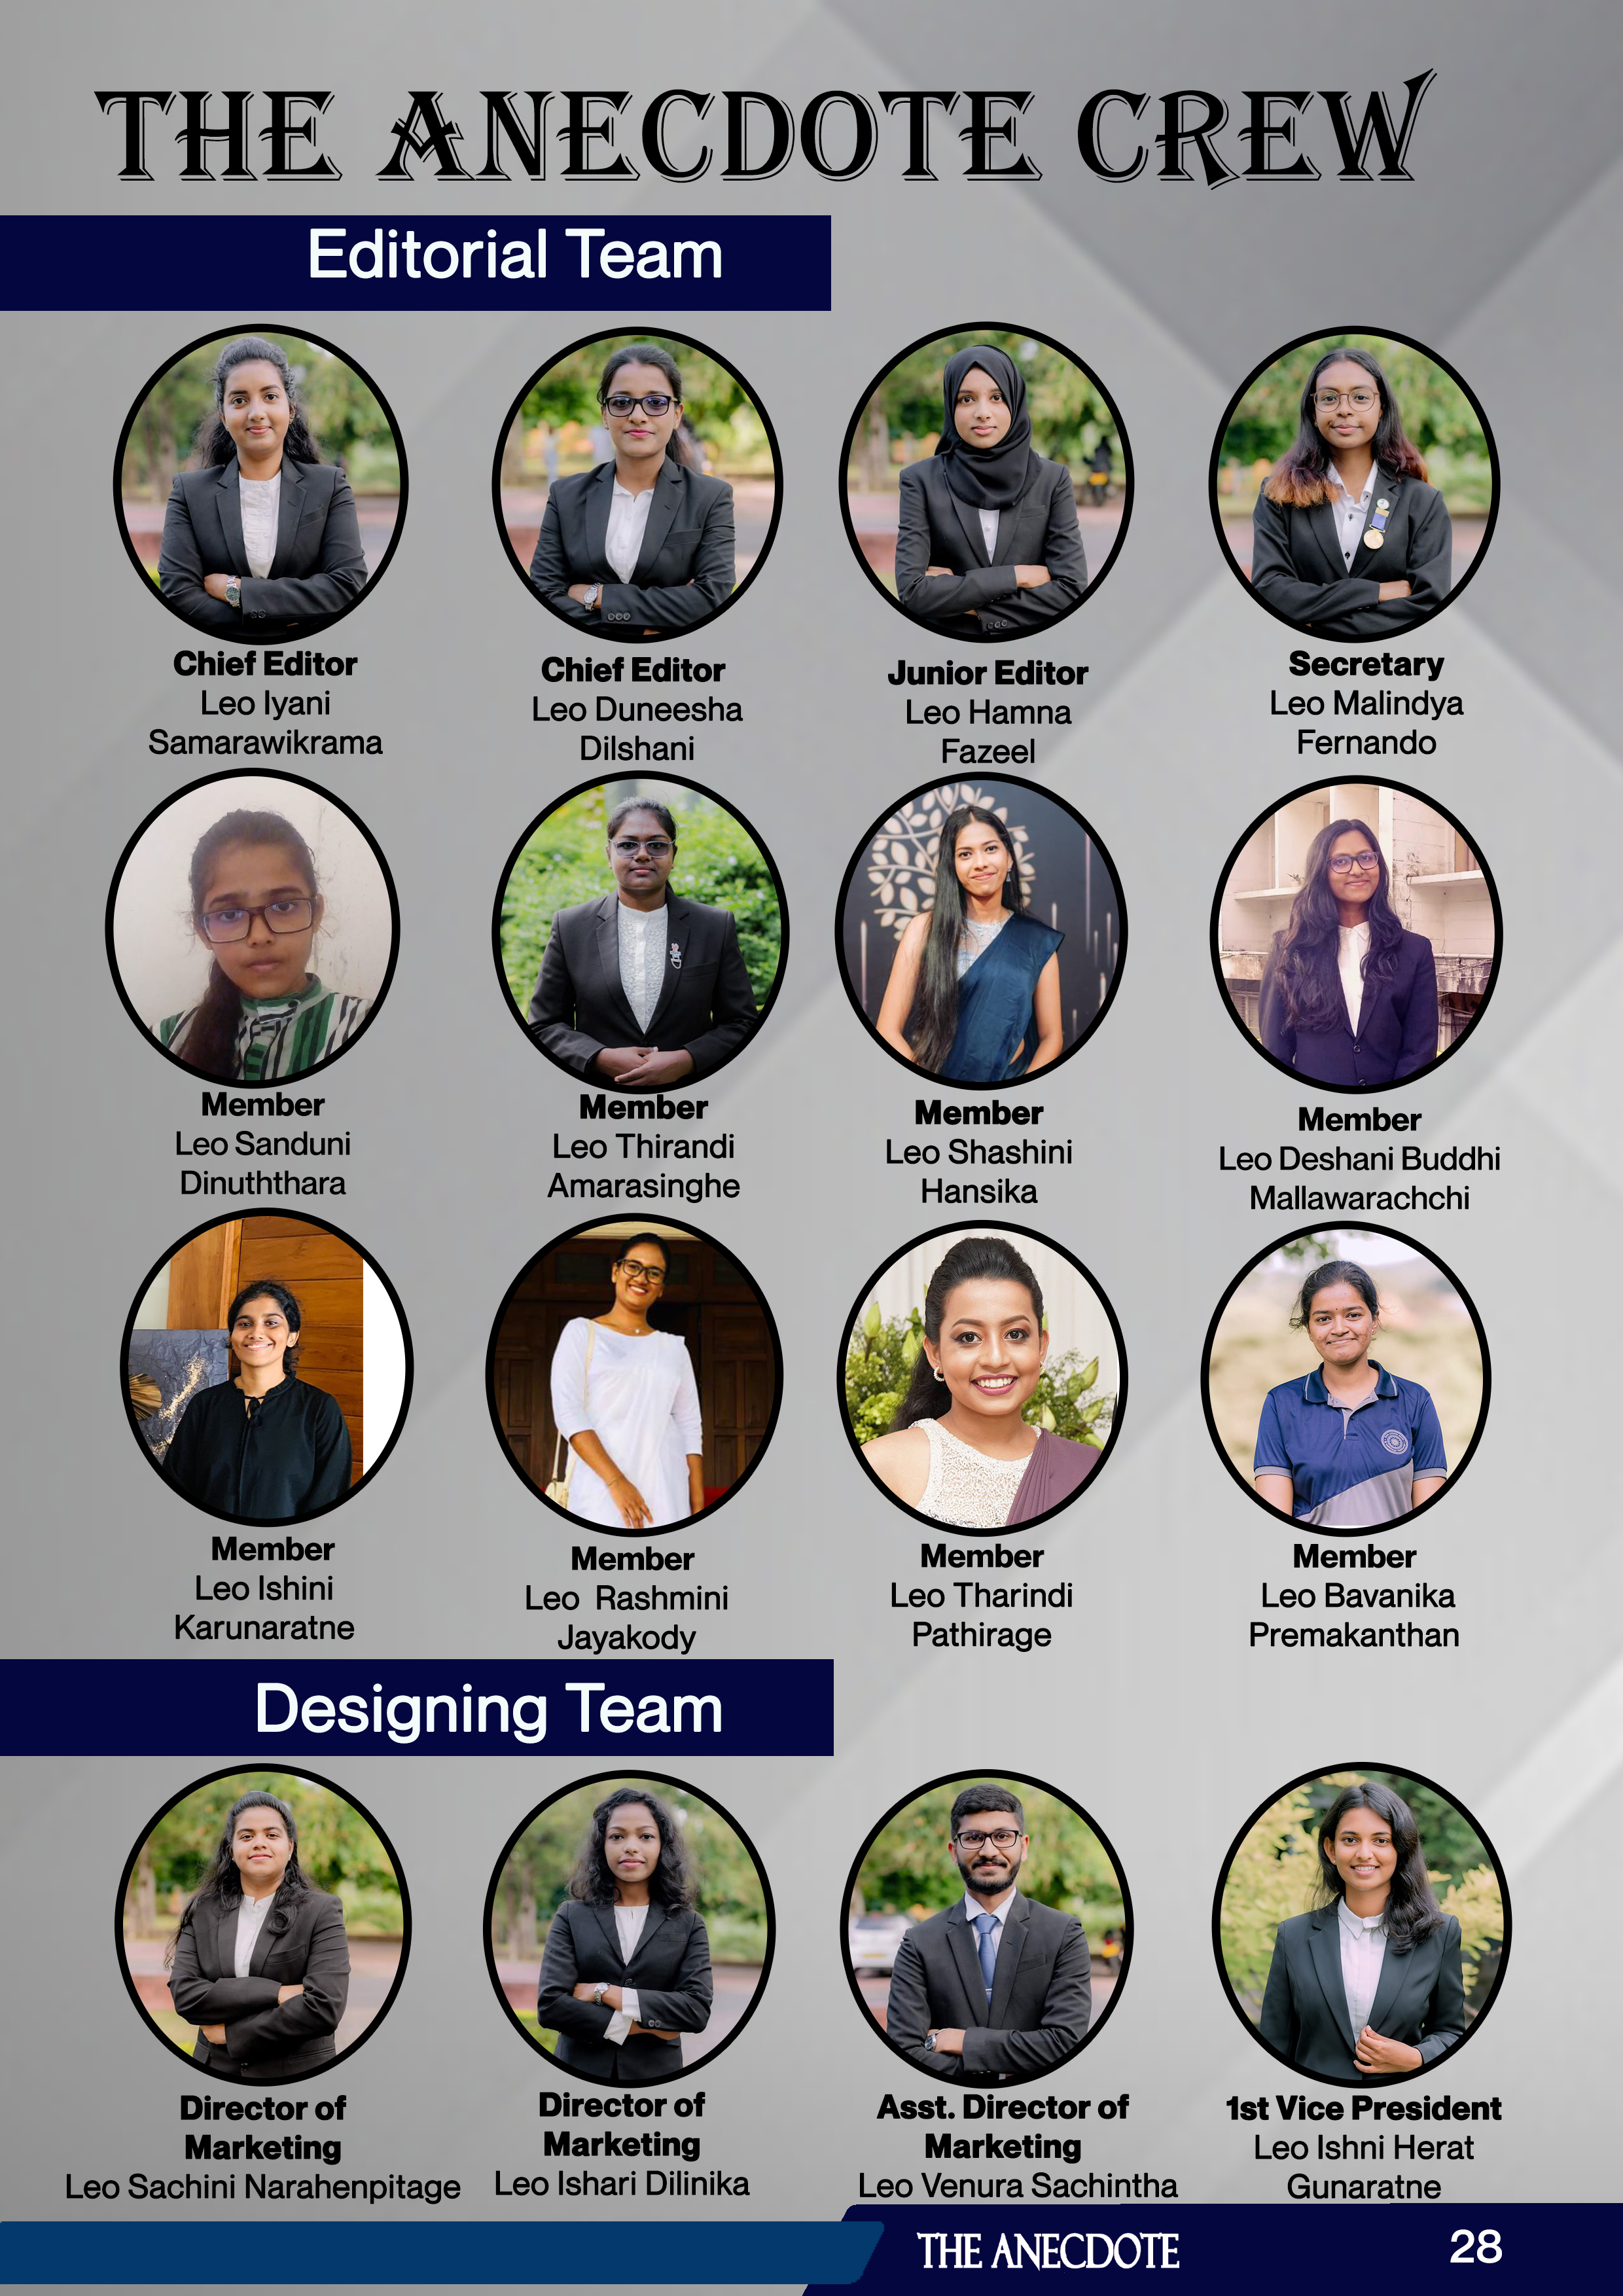 THE ANECDOTE CREW
Editorial Team
Chief Editor
Leo Iyani
Samarawikrama
Chief Editor
Leo Duneesha
Dilshani
Junior Editor
Leo Hamna
Fazeel
Secretary
Leo Malindya
Fernando
Member
Leo Sanduni
Dinuththara
Member
Leo Thirandi
Amarasinghe
Member
Leo Shashini
Hansika
Member
Leo Deshani Buddhi
Mallawarachchi
Member
Leo Ishini
Karunaratne
Member
Leo Rashmini
Jayakody
Member
Leo Tharindi
Pathirage
Member
Leo Bavanika
Premakanthan
Designing Team
Director of
Marketing
Leo Sachini Narahenpitage
Director of
Marketing
Leo Ishari Dilinika
Asst. Director of
Marketing
Leo Venura Sachintha
1st Vice President
Leo Ishni Herat
Gunaratne
THE ANECDOTE
28